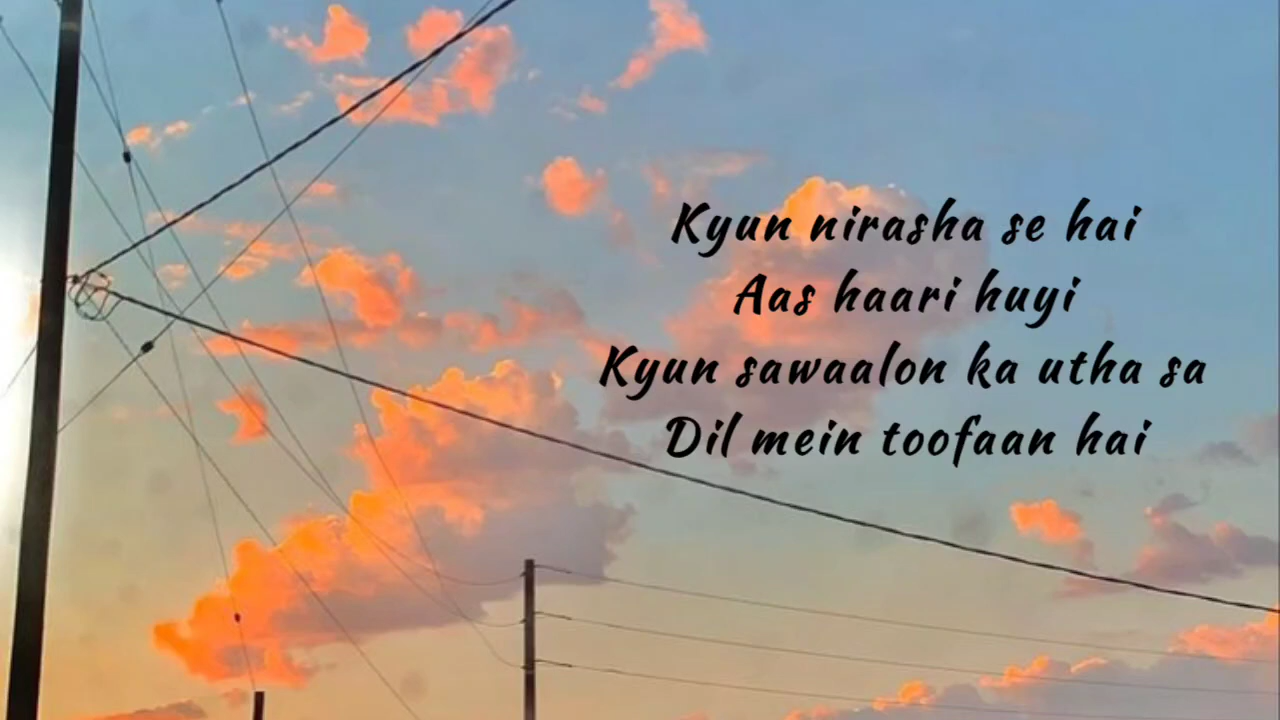 Kyun nirasha se hai
Aas haari huyi
Kyun sawaalon ka utha sa
Dil mein toofaan hai